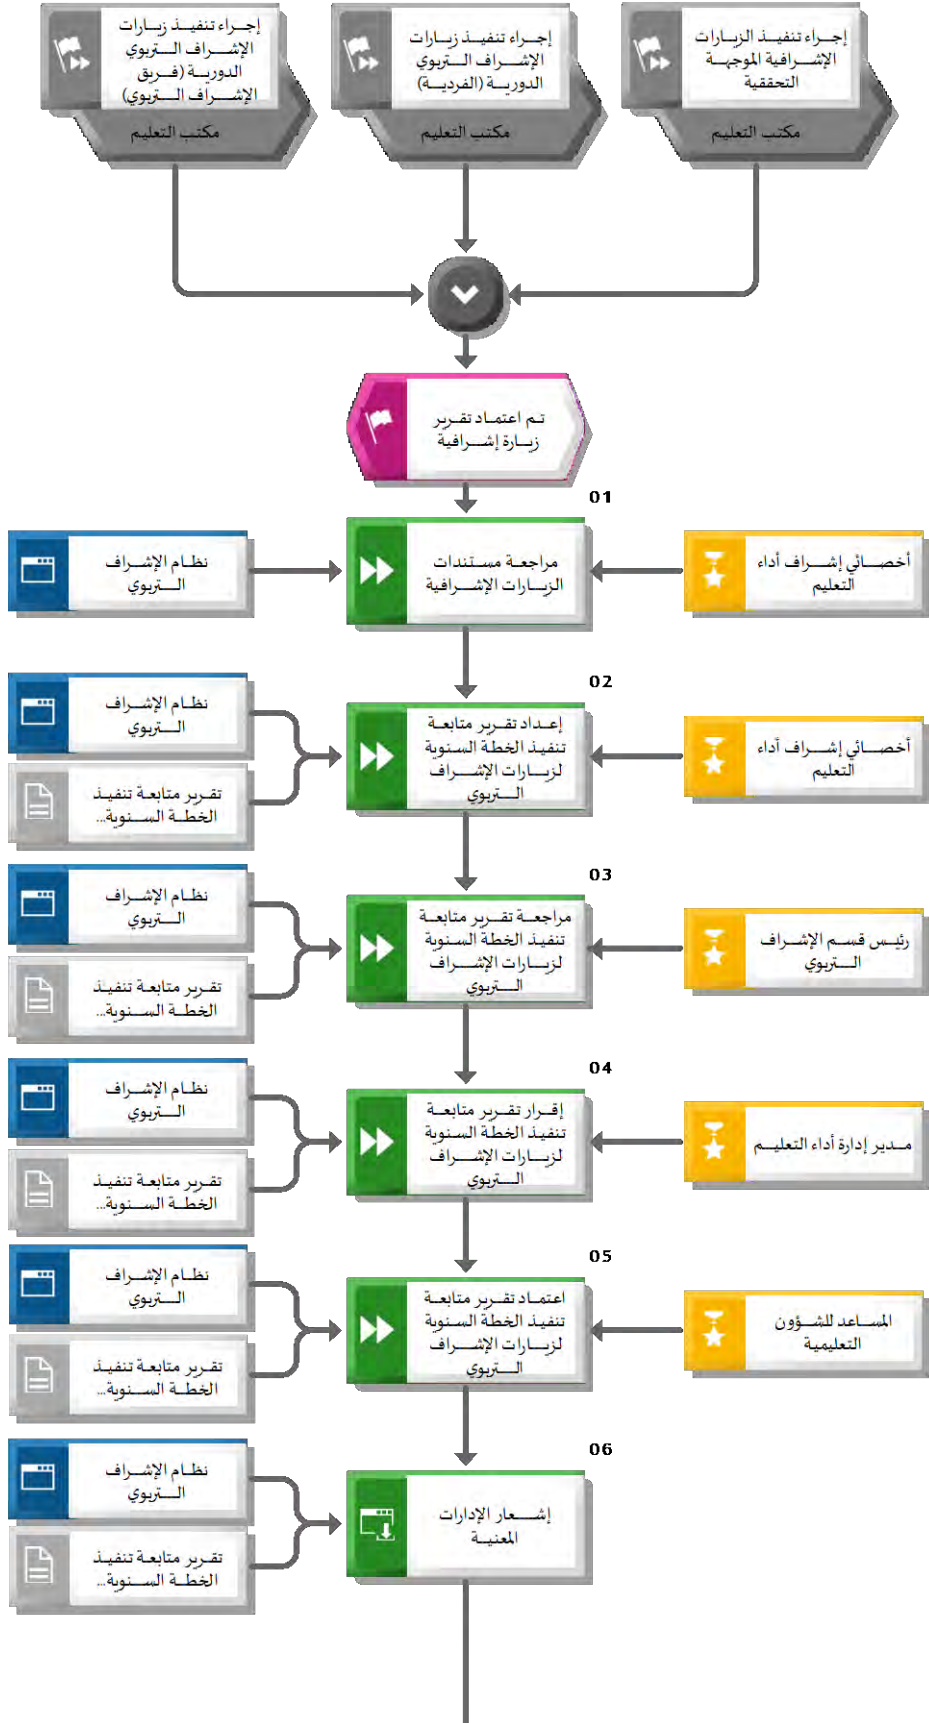 إجراء تنفيذ الزيارات
الإشرافية الموجهة
التحققية
مكتب التعليم
إجراء تنفيذ زيارات
الإشراف التربوي
الدورية (الفردية)
مكتب التعليم
إجراء تنفيذ زيارات
الإشراف التربوي
الدورية (فريق
الإشراف التربوي)
مكتب التعليم
تم اعتماد تقرير
زيارة إشرافية
01
أخصائي إشراف أداء
التعليم
مراجعة مستندات
الزيارات الإشرافية
نظام الإشراف
التربوي
02
أخصائي إشراف أداء
التعليم
إعداد تقرير متابعة
تنفيذ الخطة السنوية
لزيارات الإشراف
التربوي
نظام الإشراف
التربوي
تقرير متابعة تنفيذ
الخطة السنوية...
03
رئيس قسم الإشراف
التربوي
مراجعة تقرير متابعة
تنفيذ الخطة السنوية
لزيارات الإشراف
التربوي
نظام الإشراف
التربوي
تقرير متابعة تنفيذ
الخطة السنوية...
04
مدير إدارة أداء التعليم
إقرار تقرير متابعة
تنفيذ الخطة السنوية
لزيارات الإشراف
التربوي
نظام الإشراف
التربوي
تقرير متابعة تنفيذ
الخطة السنوية...
05
المساعد للشؤون
التعليمية
اعتماد تقرير متابعة
تنفيذ الخطة السنوية
لزيارات الإشراف
التربوي
نظام الإشراف
التربوي
تقرير متابعة تنفيذ
الخطة السنوية...
06
إشعار الإدارات
المعنية
نظام الإشراف
التربوي
تقرير متابعة تنفيذ
الخطة السنوية...